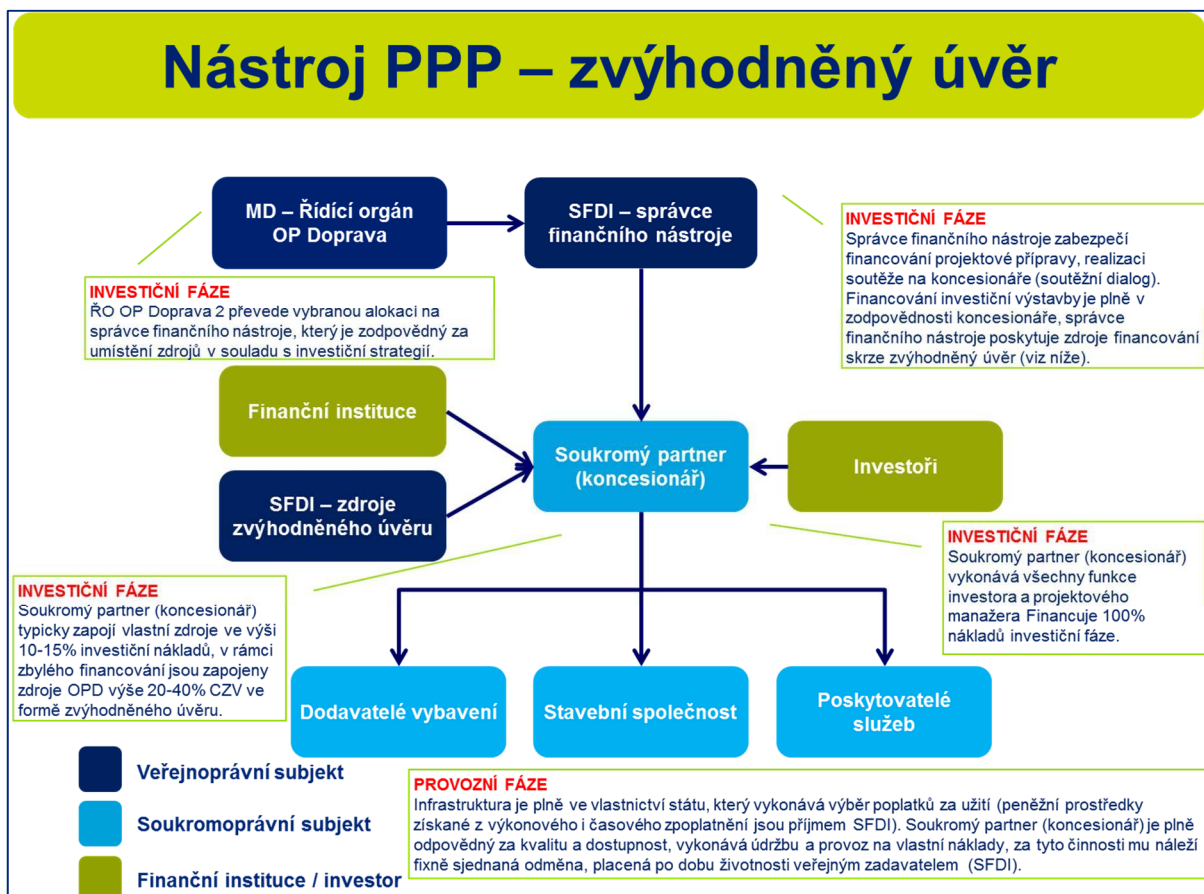 Nástroj PPP – zvýhodněný úvěr
MD – Řídící orgán
OP Doprava
SFDI – správce
finančního nástroje
INVESTIČNÍ FÁZE
Správce finančního nástroje zabezpečí
financování projektové přípravy, realizaci
soutěže na koncesionáře (soutěžní dialog).
Financování investiční výstavby je plně v
zodpovědnosti koncesionáře, správce
finančního nástroje poskytuje zdroje financování
skrze zvýhodněný úvěr (viz níže).
INVESTIČNÍ FÁZE
ŘO OP Doprava 2 převede vybranou alokaci na
správce finančního nástroje, který je zodpovědný za
umístění zdrojů v souladu s investiční strategií.
Finanční instituce
Soukromý partner
(koncesionář)
Investoři
SFDI – zdroje
zvýhodněného úvěru
INVESTIČNÍ FÁZE
Soukromý partner (koncesionář)
vykonává všechny funkce
investora a projektového
manažera Financuje 100%
nákladů investiční fáze.
INVESTIČNÍ FÁZE
Soukromý partner (koncesionář)
typicky zapojí vlastní zdroje ve výši
10-15% investiční nákladů, v rámci
zbylého financování jsou zapojeny
zdroje OPD výše 20-40% CZV ve
formě zvýhodněného úvěru.
Dodavatelé vybavení
Stavební společnost
Poskytovatelé
služeb
Veřejnoprávní subjekt
Soukromoprávní subjekt
Finanční instituce / investor
PROVOZNÍ FÁZE
Infrastruktura je plně ve vlastnictví státu, který vykonává výběr poplatků za užití (peněžní prostředky
získané z výkonového i časového zpoplatnění jsou příjmem SFDI). Soukromý partner (koncesionář) je plně
odpovědný za kvalitu a dostupnost, vykonává údržbu a provoz na vlastní náklady, za tyto činnosti mu náleží
fixně sjednaná odměna, placená po dobu životnosti veřejným zadavatelem (SFDI).